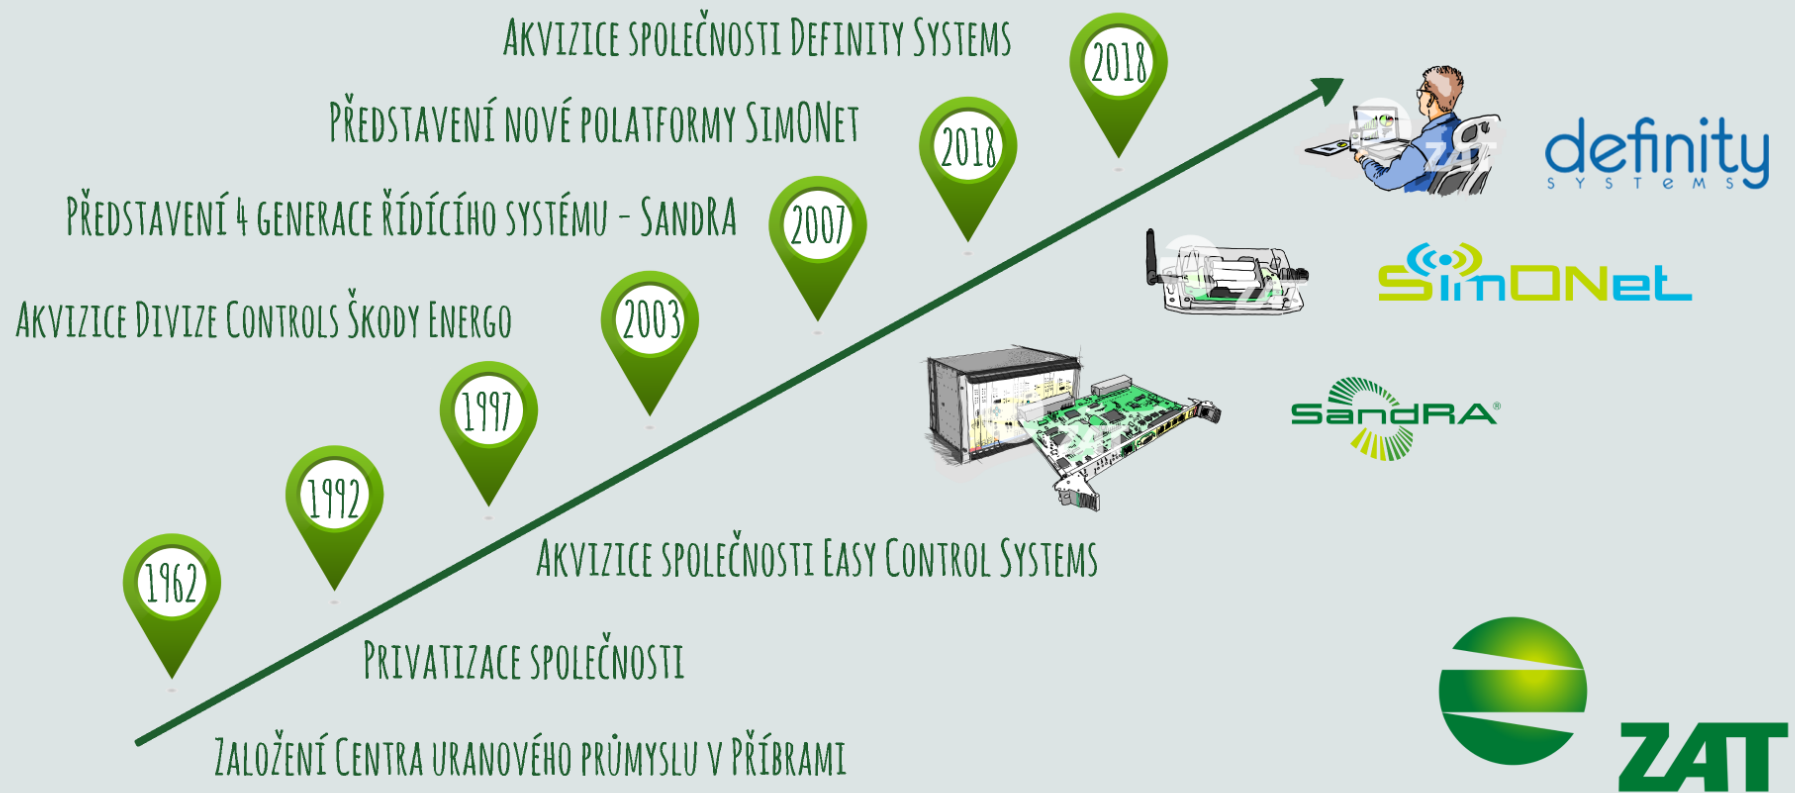 Akvizice společnosti Definity Systems
2018
Představení nové polatformy SimONet
2018
definity
systems
Představení 4 generace řídícího systému - SandRA
2007
SimONet
Akvizice Divize Controls Škody Energo
2003
1997
SandRA®
1992
Akvizice společnosti Easy Control Systems
1962
Privatizace společnosti
Založení Centra uranového průmyslu v Příbrami
ZAT